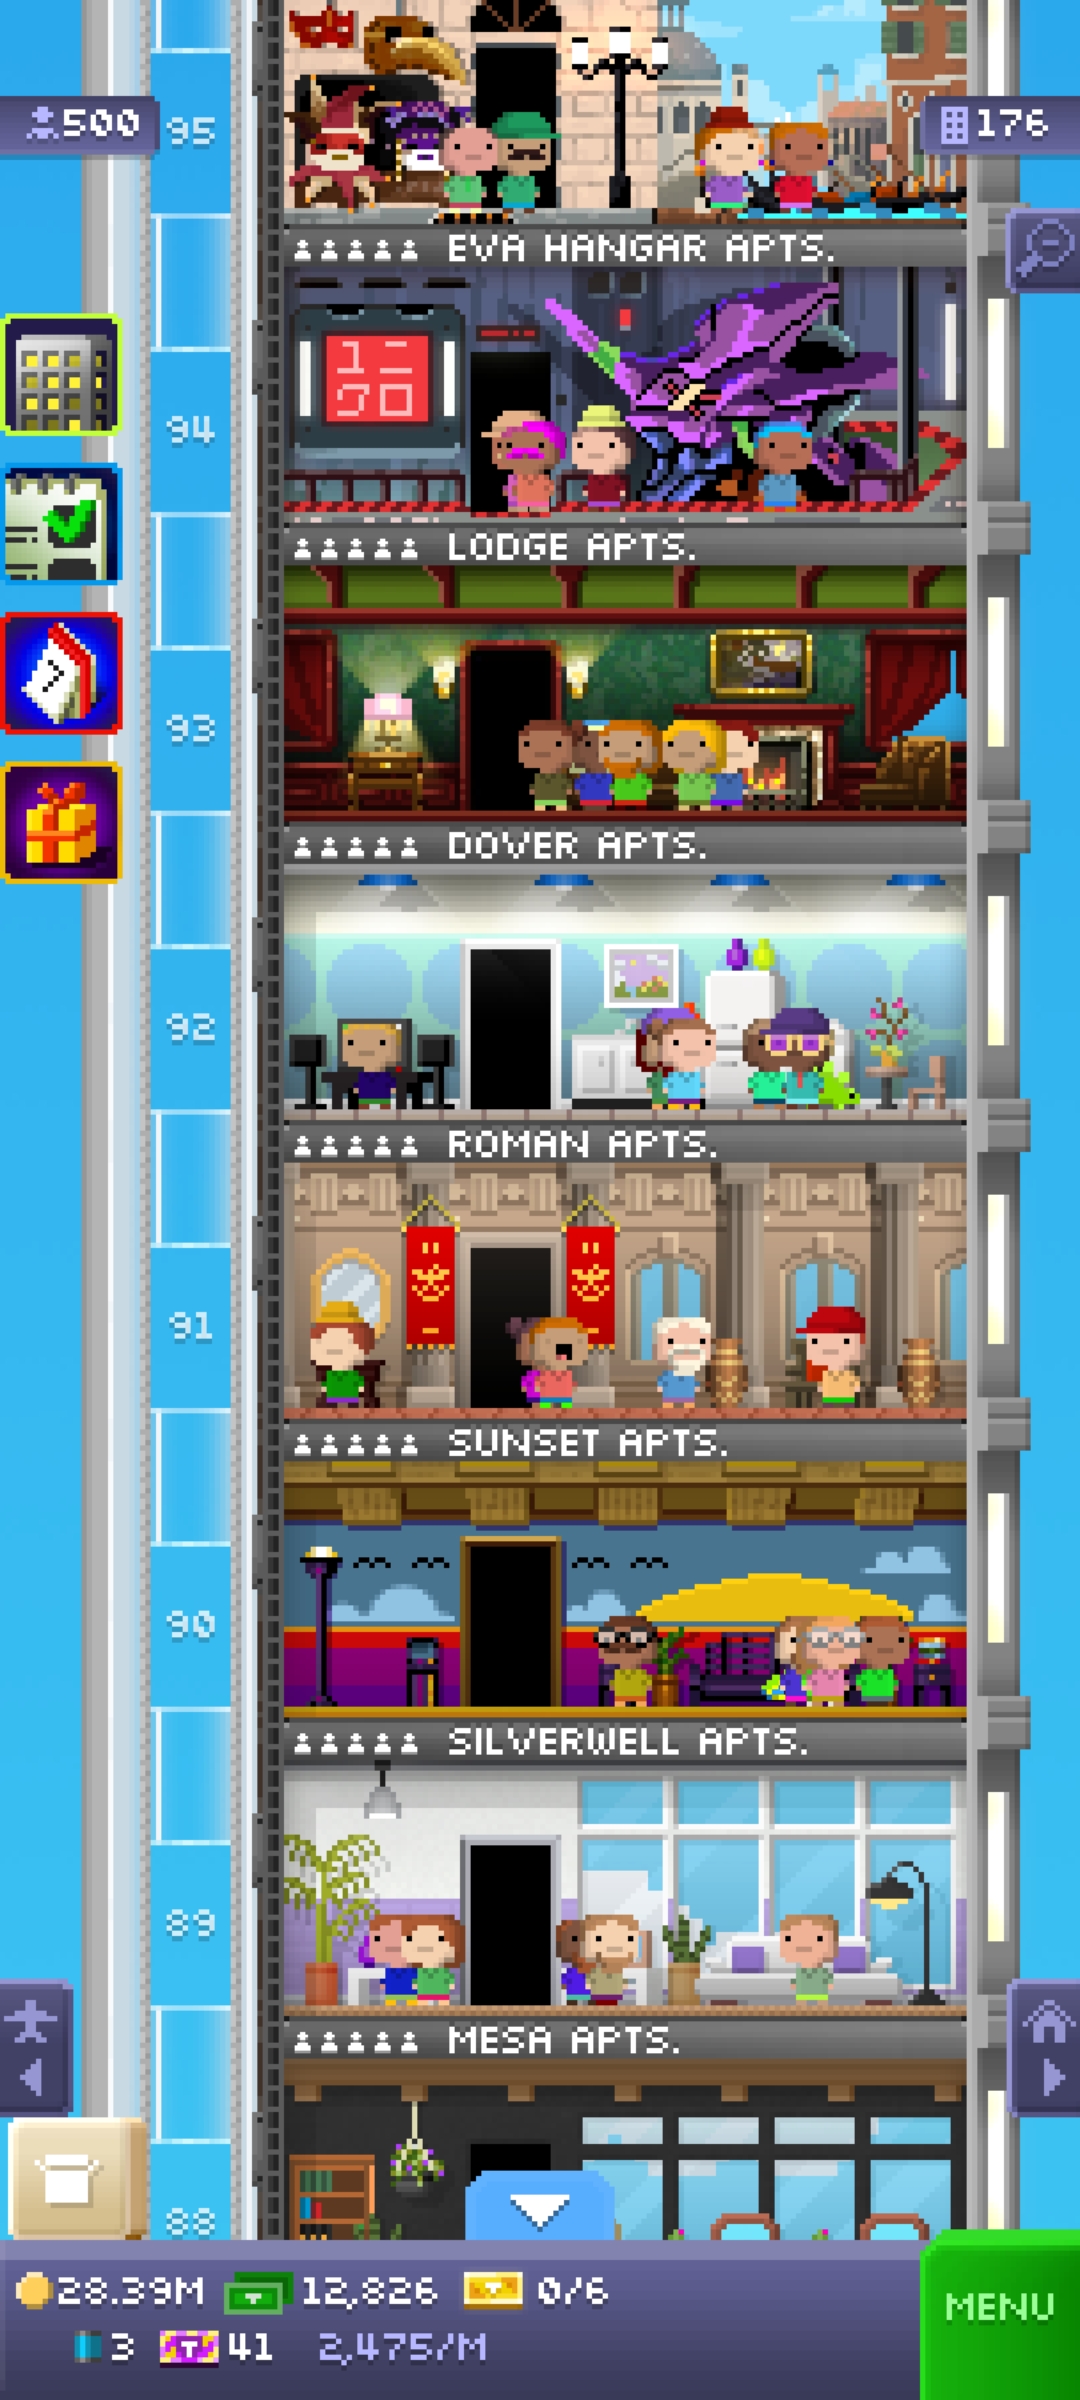 500
95
176
EVA HANGAR APTS.
94
LODGE APTS.
93
DOVER APTS.
92
ROMAN APTS.
91
SUNSET APTS.
90
SILVERWELL APTS.
89
MESA APTS.
88
28.39M 12,826 0/6
3 T 41 2,475/M
MENU